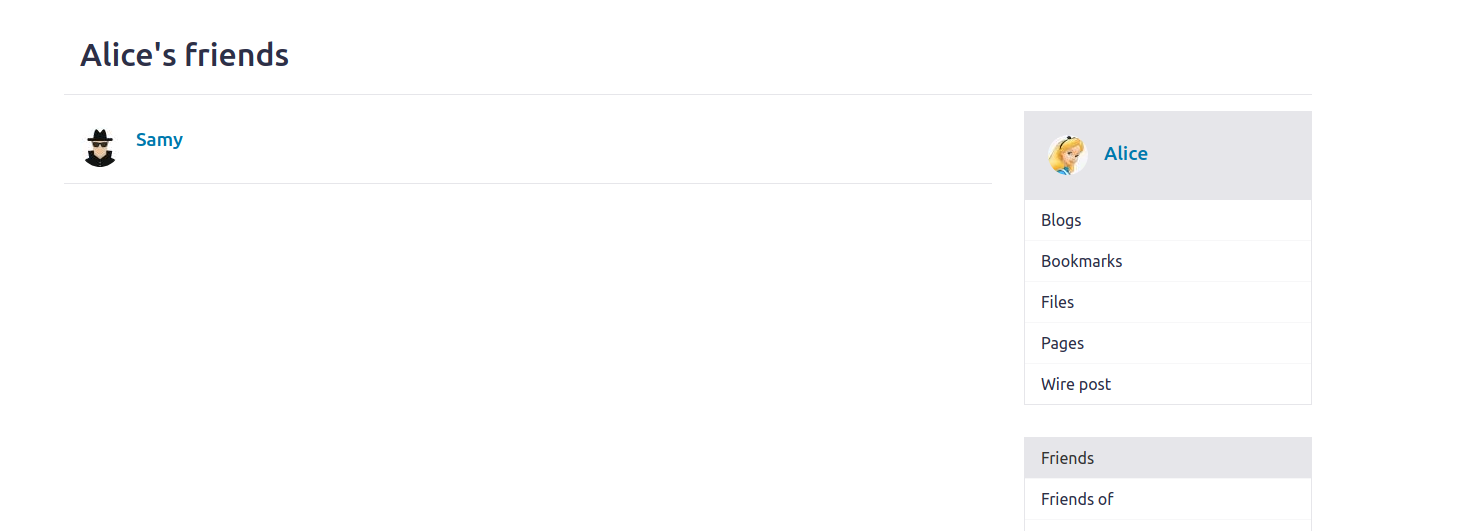 Alice's friends
Samy
Alice
Blogs
Bookmarks
Files
Pages
Wire post
Friends
Friends of